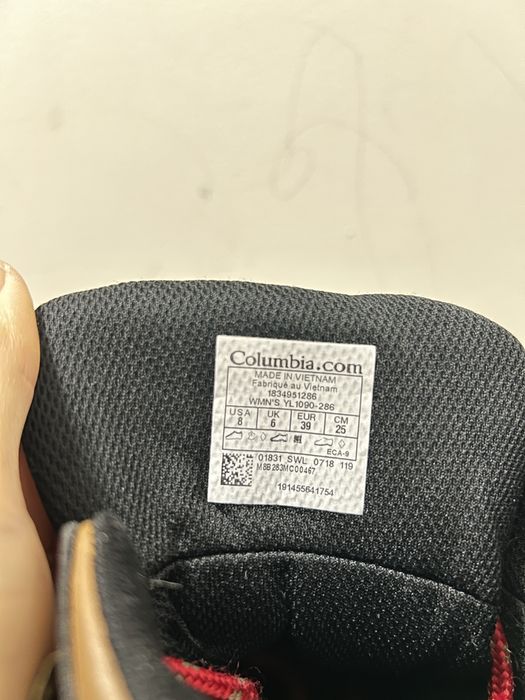 Columbia.com
MADE IN VIETNAM
Fabriqué au Vietnam
1834951286
WMN'S YL1090-286
USA UK EUR CM
8 6 39 25
ECA-9
01831 SWL 0718 119
M8B283MC00467
191455641754